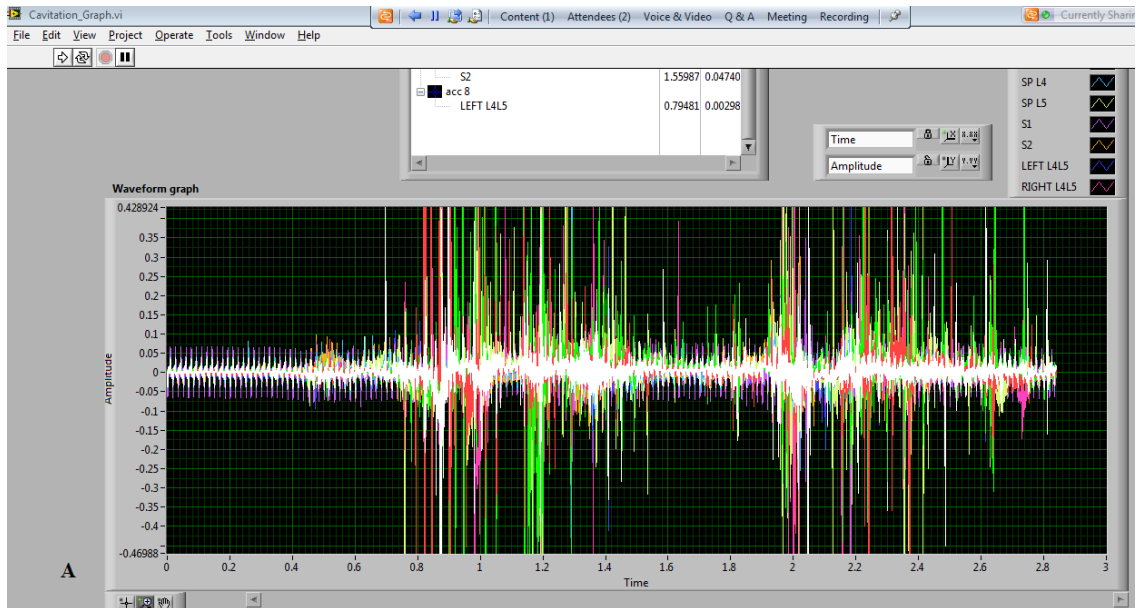 Cavitation_Graph.vi
Content (1) Attendees (2) Voice & Video Q & A Meeting Recording
Currently Sharin
File Edit View Project Operate Tools Window Help
S2 1.55987 0.04740
acc 8
LEFT L4L5 0.79481 0.00298
Time
Amplitude
SP L4
SP L5
S1
S2
LEFT L4L5
RIGHT L4L5
Waveform graph
0.428924
0.35
0.3
0.25
0.2
0.15
0.1
0.05
0
-0.05
-0.1
-0.15
-0.2
-0.25
-0.3
-0.35
-0.4
-0.46988
Amplitude
0 0.2 0.4 0.6 0.8 1 1.2 1.4 1.6 1.8 2 2.2 2.4 2.6 2.8 3
Time
A